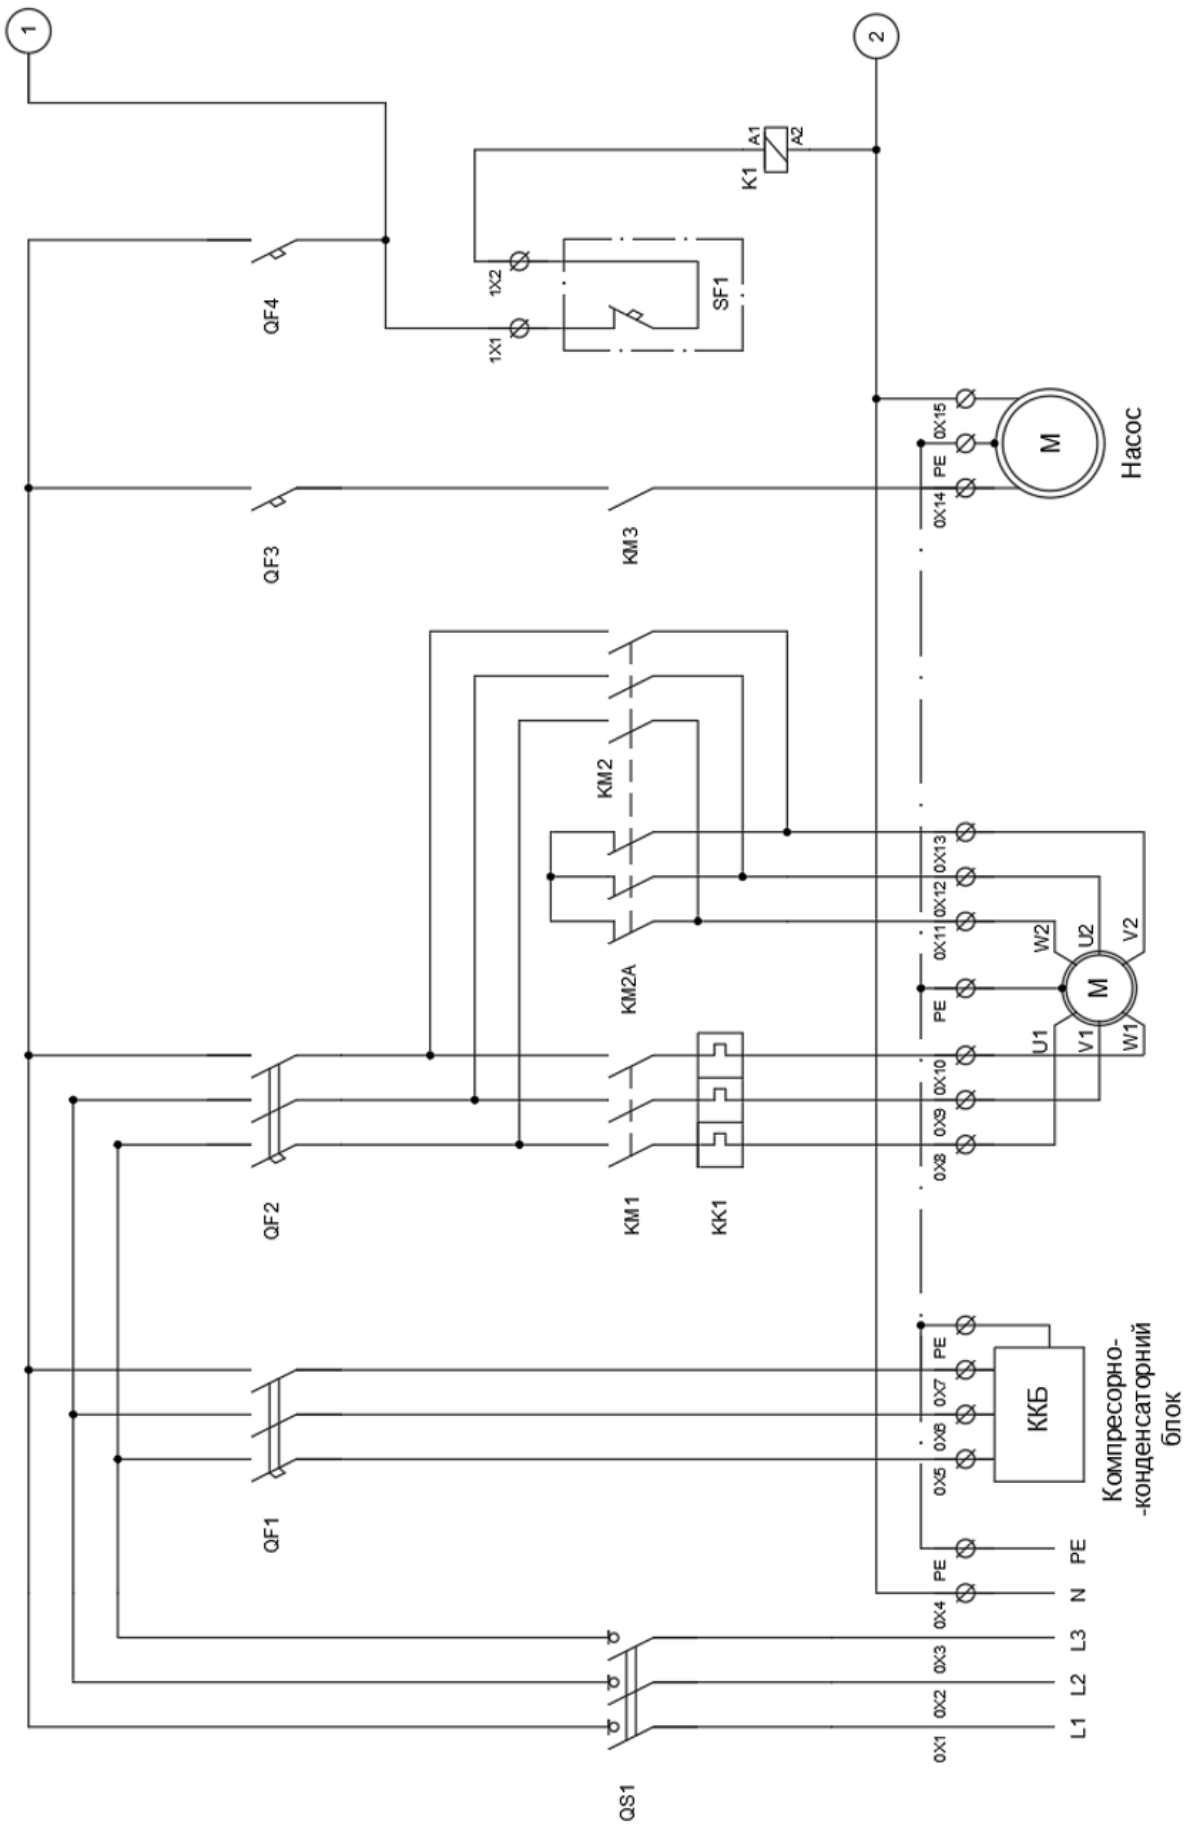 1
2
QF4
1X2
1X1
SF1
K1
A1
A2
QF3
KM3
0X15
PE
0X14
M
Насос
QF2
KM2
KM2A
KM1
KK1
0X13
0X12
0X11
PE
0X10
0X9
0X8
W2
U2
V2
M
U1
V1
W1
QF1
PE
0X7
0X6
0X5
ККБ
Компресорно-
-конденсаторний
блок
QS1
PE
0X4
0X3
0X2
0X1
PE
N
L3
L2
L1